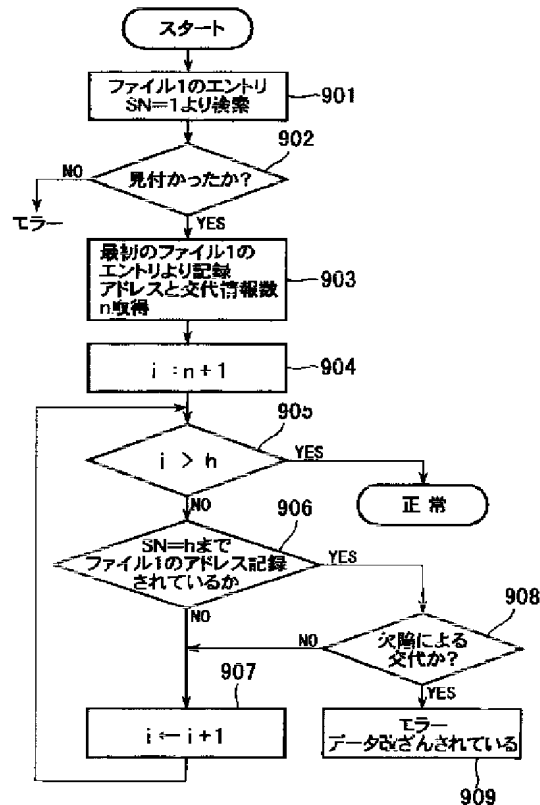 スタート
ファイル1のエントリ
SN=1より検索
901
902
見付かったか?
NO
エラー
YES
最初のファイル1の
エントリより記録
アドレスと交代情報数
n取得
903
i :n+1
904
905
i > h
YES
正 常
NO
906
SN=hまで
ファイル1のアドレス記録
されているか
YES
NO
908
欠陥による
交代か?
NO
YES
907
i←i+1
エラー
データ改ざんされている
909